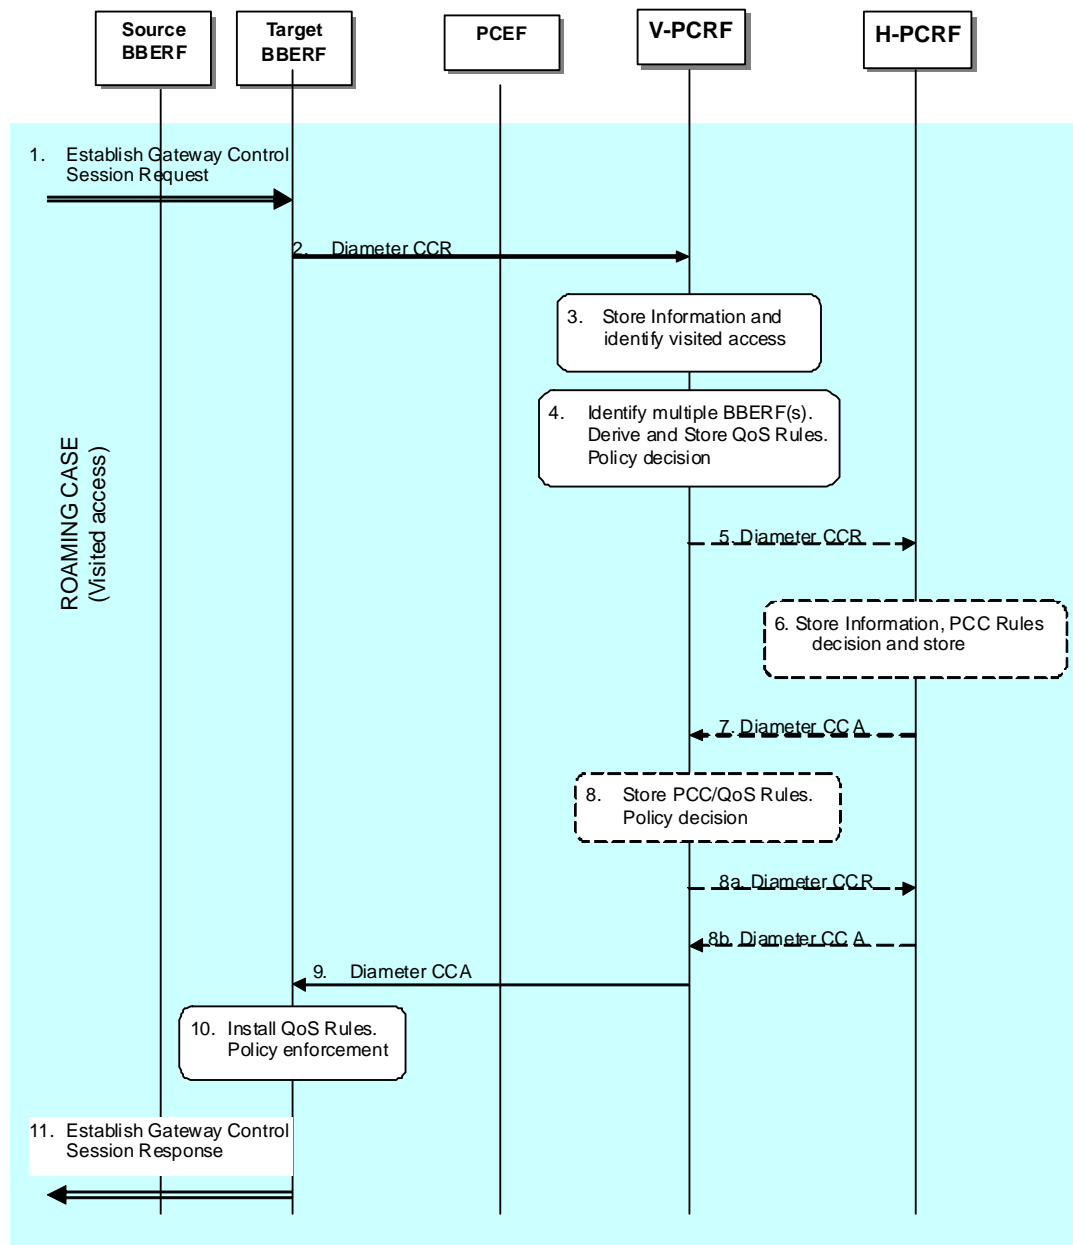 Source
BBERF
Target
BBERF
PCEF
V-PCRF
H-PCRF
1. Establish Gateway Control
Session Request
2. Diameter CCR
3. Store Information and
identify visited access
4. Identify multiple BBERF(s).
Derive and Store QoS Rules.
Policy decision
ROAMING CASE
(Visited access)
5. Diameter CCR
6. Store Information, PCC Rules
decision and store
7. Diameter CCA
8. Store PCC/QoS Rules.
Policy decision
8a. Diameter CCR
8b. Diameter CCA
9. Diameter CCA
10. Install QoS Rules.
Policy enforcement
11. Establish Gateway Control
Session Response